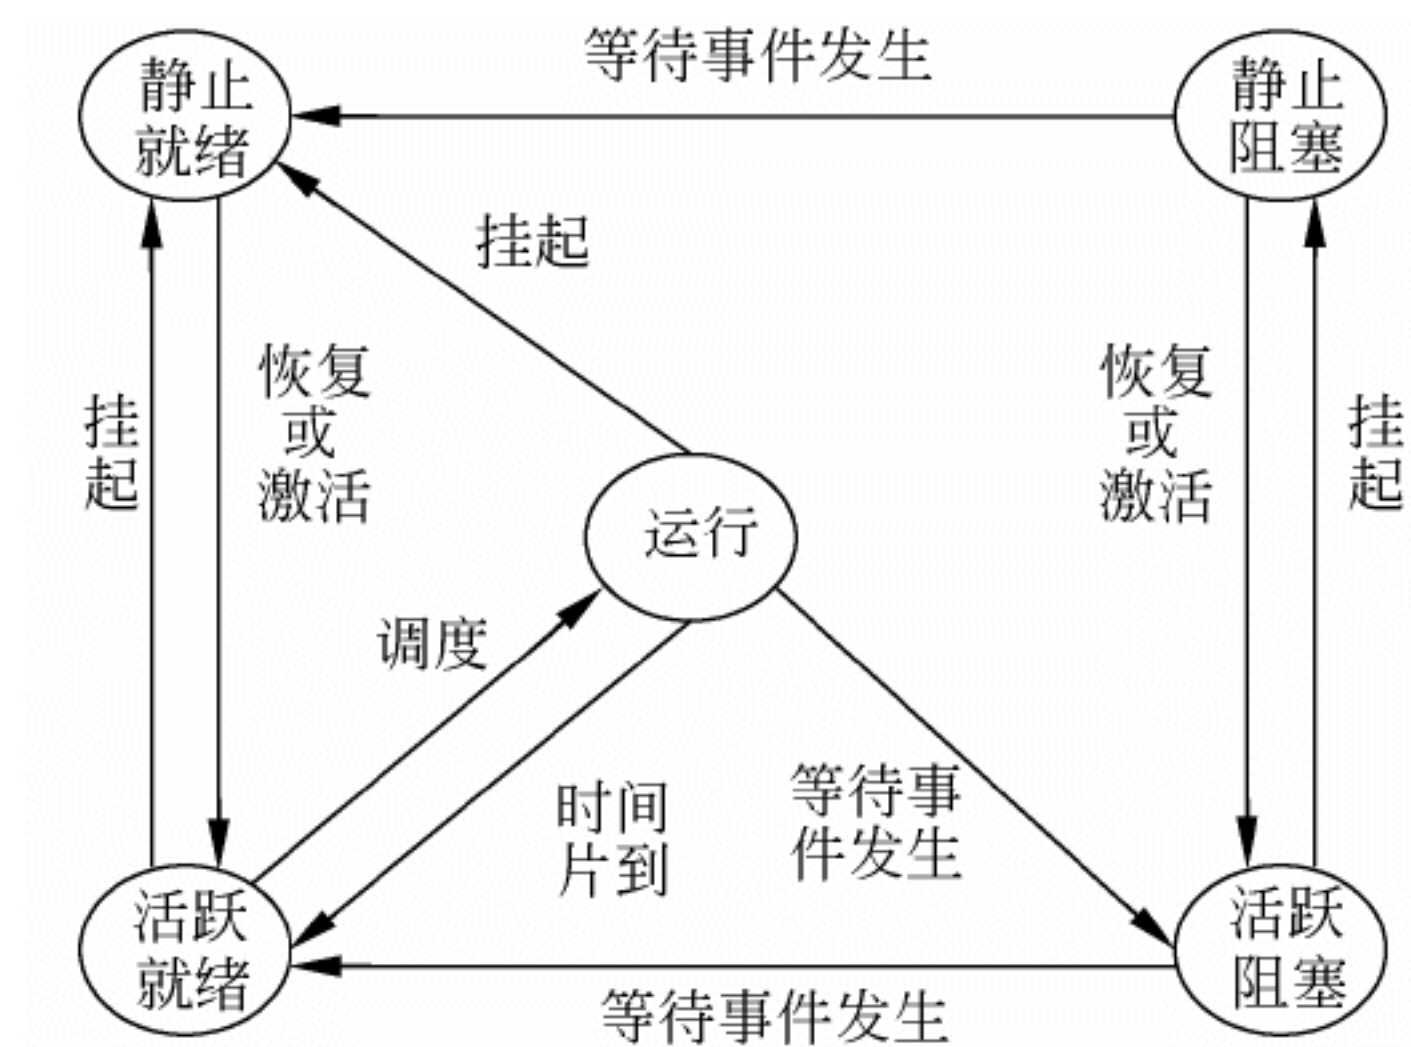 等待事件发生
静止
就绪
静止
阻塞
挂起
挂
起
恢复
或
激活
恢复
或
激活
挂
起
运行
调度
时间
片到
等待事
件发生
活跃
就绪
活跃
阻塞
等待事件发生